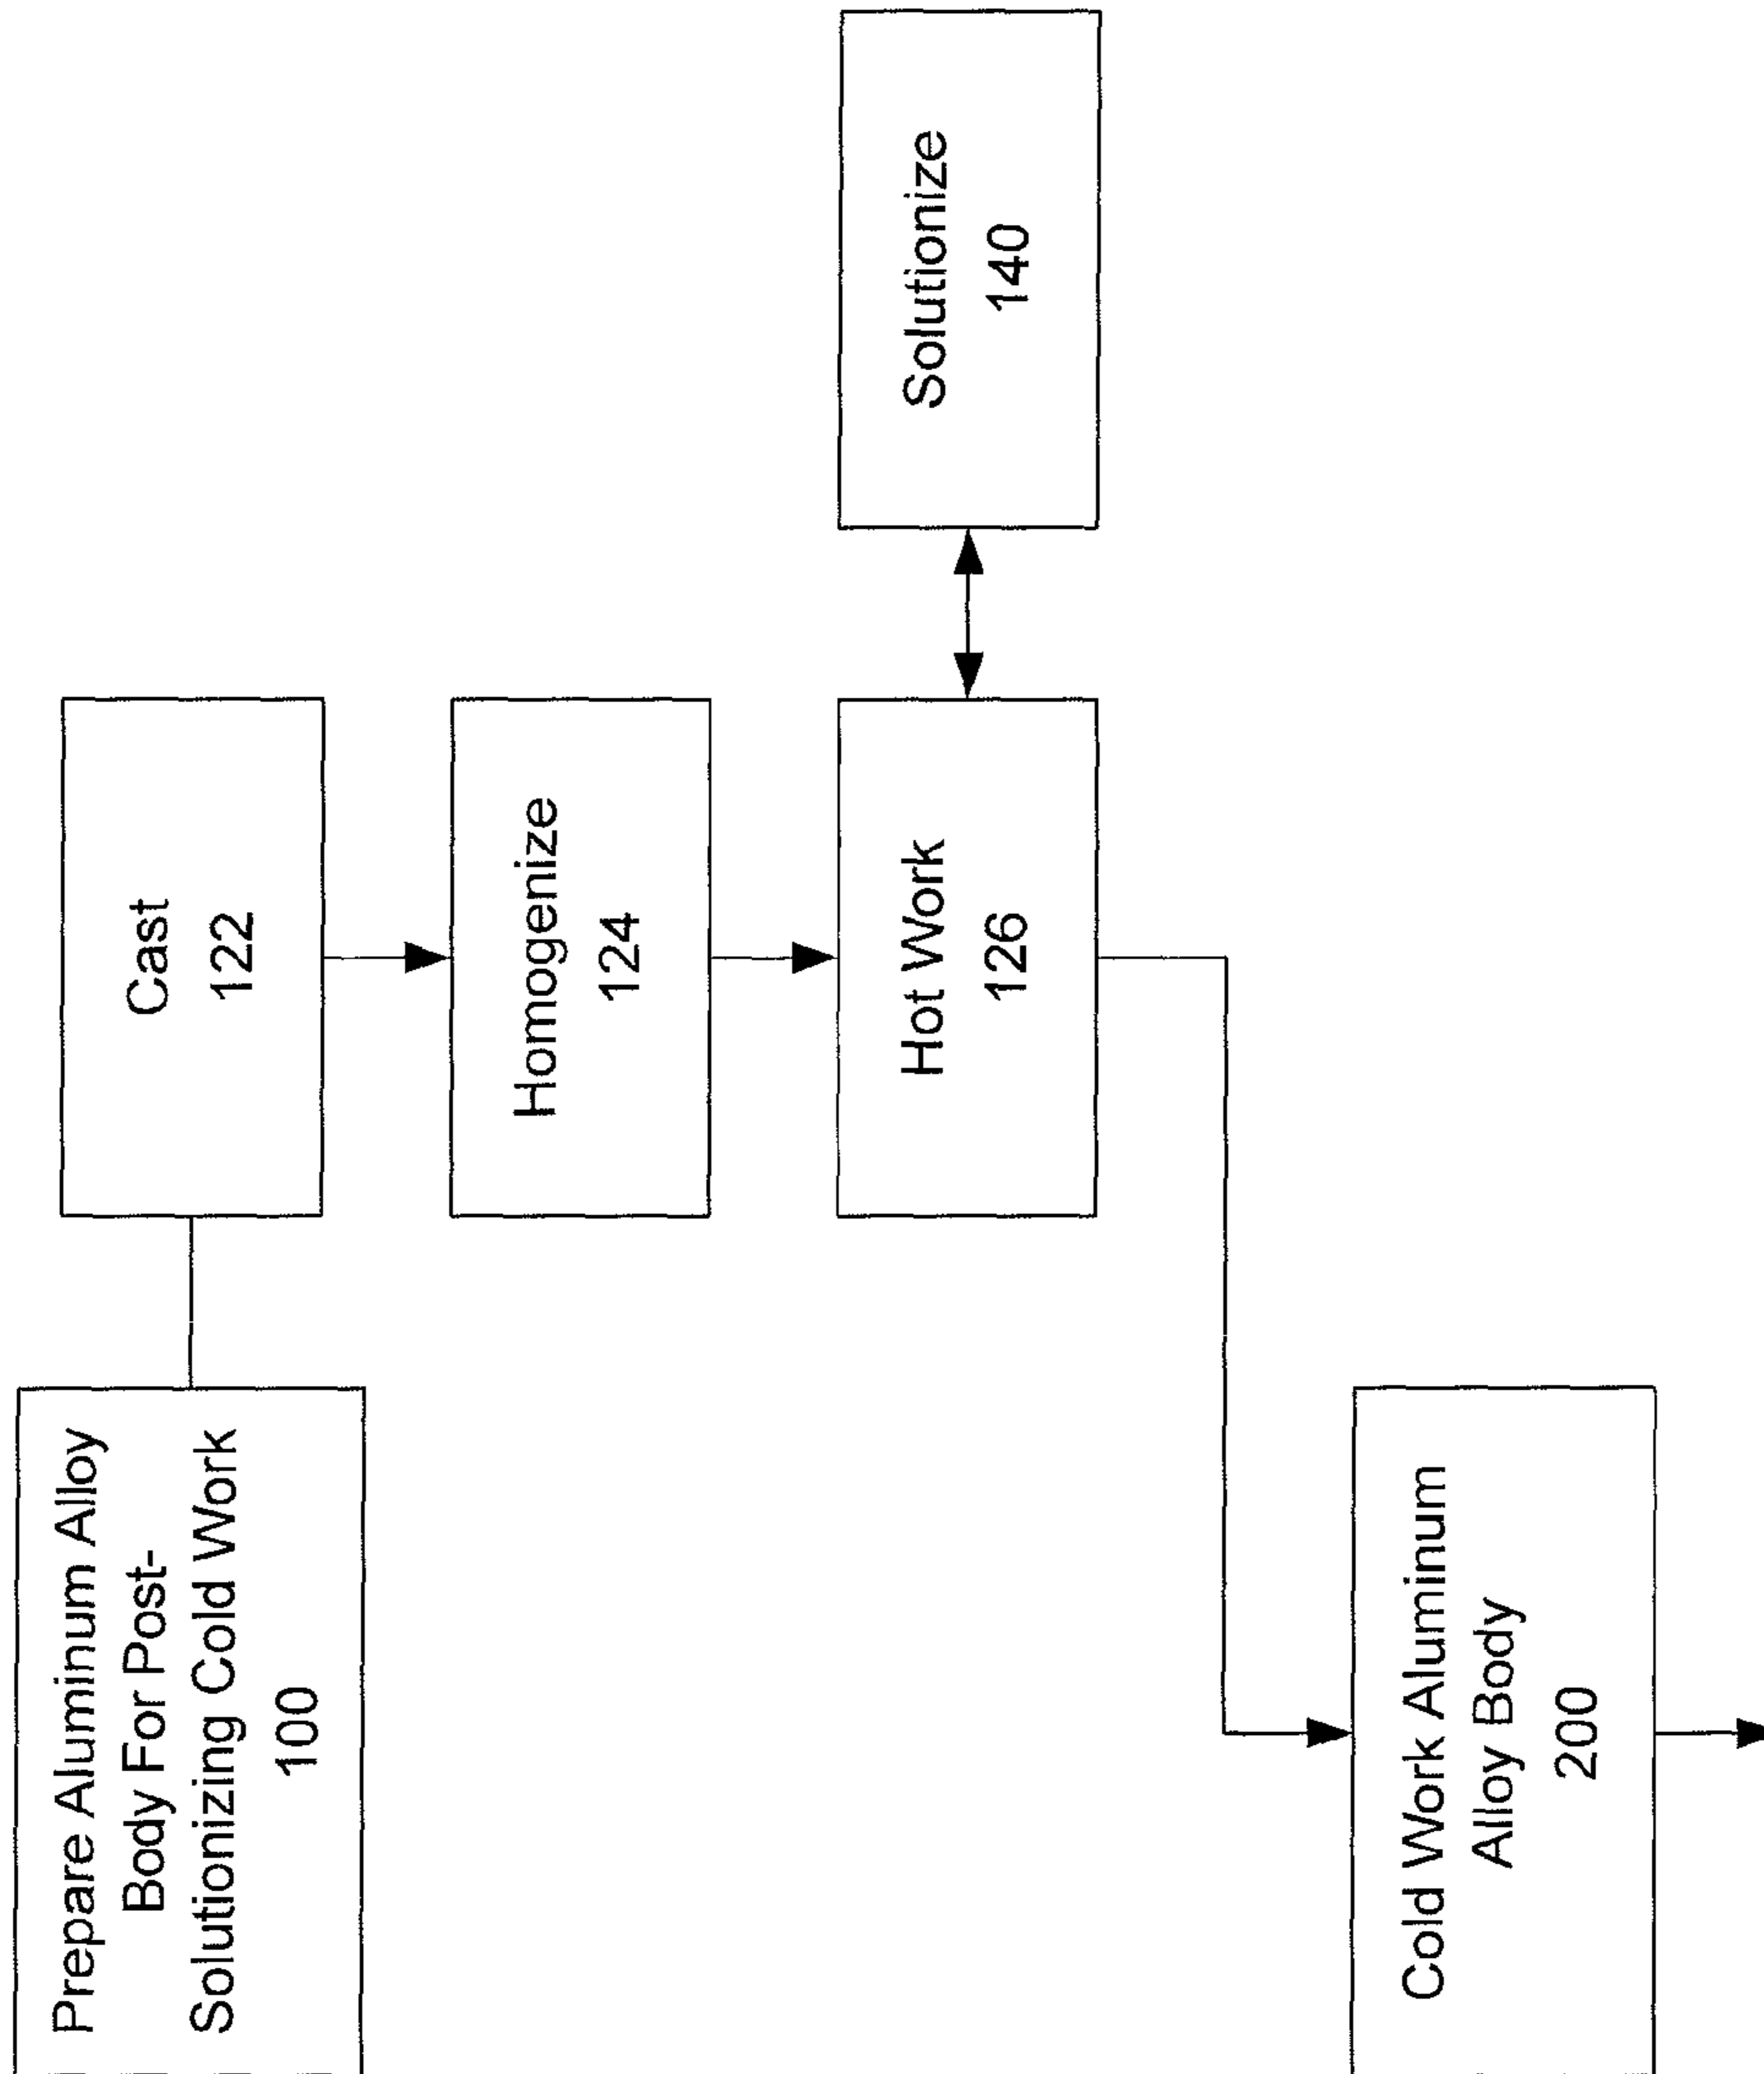 Prepare Aluminum Alloy
Body For Post-
Solutionizing Cold Work
100
Cast
122
Homogenize
124
Hot Work
126
Solutionize
140
Cold Work Aluminum
Alloy Body
200